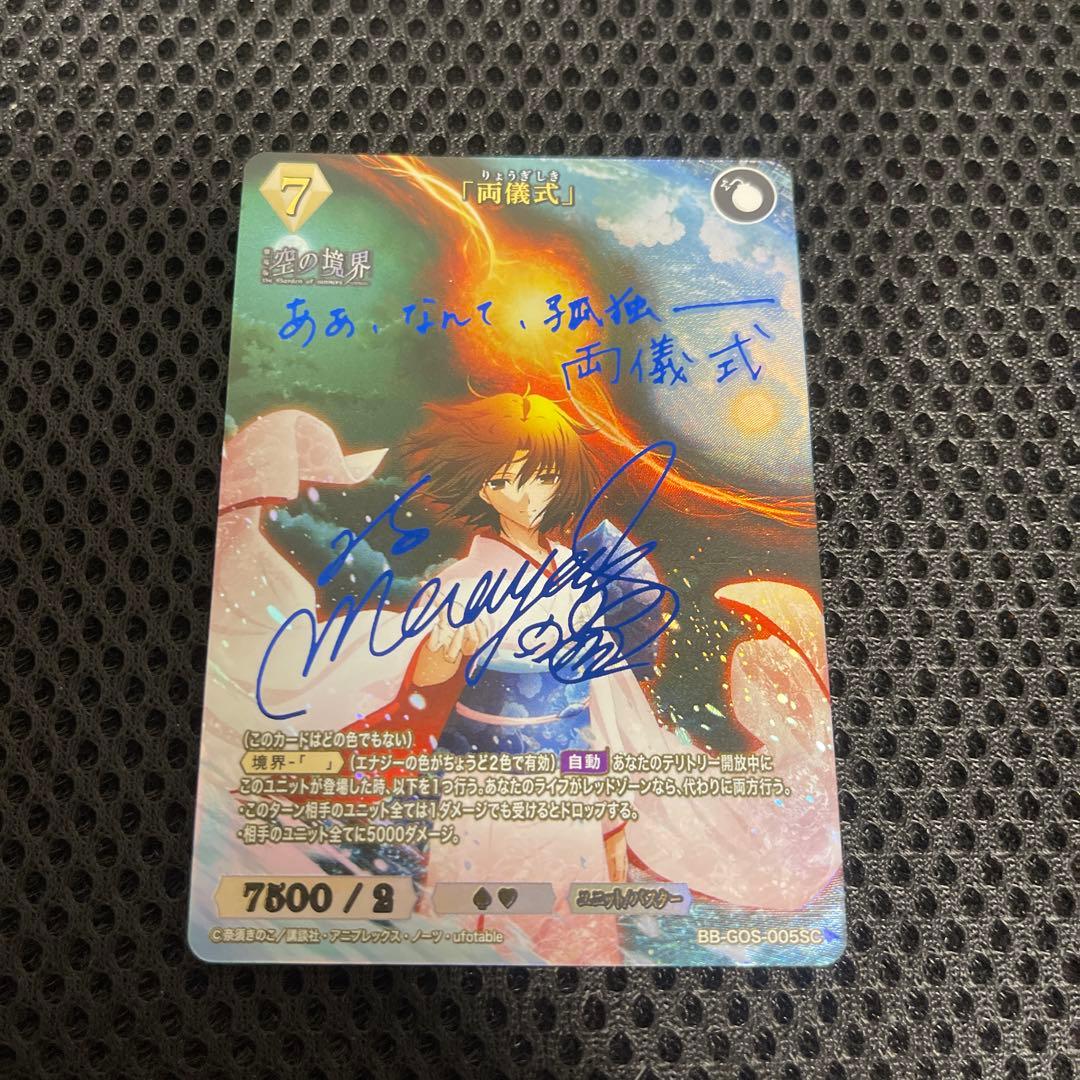 7
りょうぎしき
「両儀式」
空の境界
the Garden of sinners
ああ、なんて、孤独――
「両儀 式
(このカードはどの色でもない)
境界-「　」 (エナジーの色がちょうど2色で有効) 自動 あなたのテリトリー開放中に
このユニットが登場した時、以下を1つ行う。あなたのライフがレッドゾーンなら、代わりに両方行う。
・このターン相手のユニット全ては1ダメージでも受けるとドロップする。
・相手のユニット全てに5000ダメージ。
7500 / 2 ♠♥ ユニット/バスター
©奈須きのこ/講談社・アニプレックス・ノーツ・ufotable BB-GOS-005SC